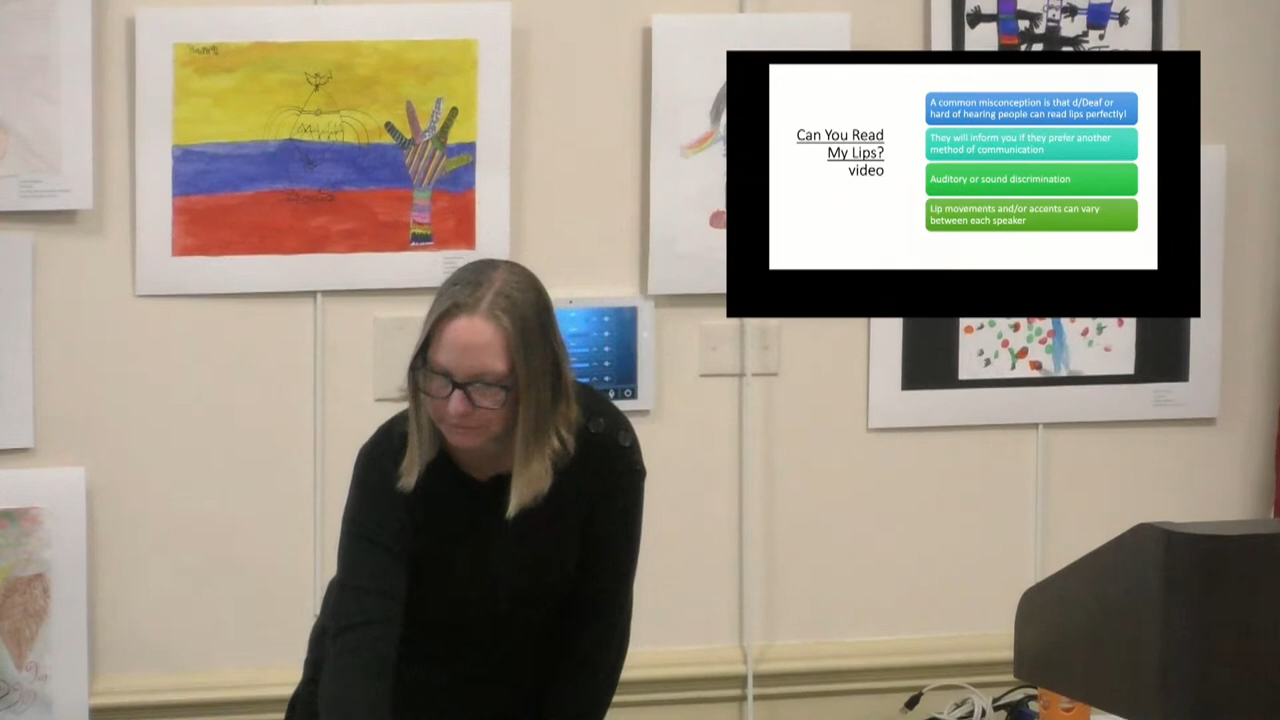 Can You Read
My Lips?
video
A common misconception is that d/Deaf or
hard of hearing people can read lips perfectly!
They will inform you if they prefer another
method of communication
Auditory or sound discrimination
Lip movements and/or accents can vary
between each speaker